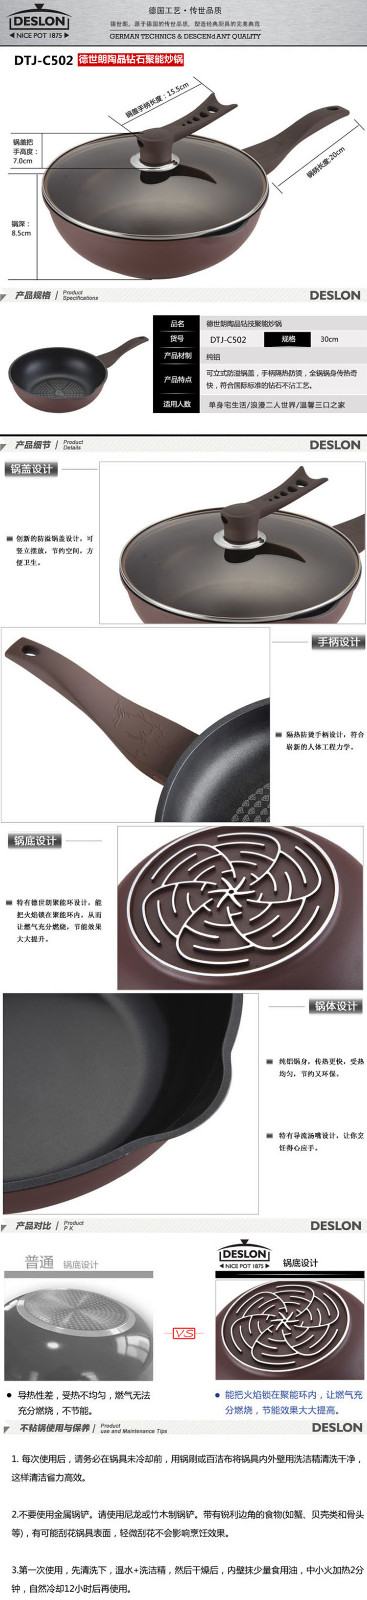 DESLON
NICE POT 1875
德国工艺·传世品质
德世朗，源于德国的传世品质，塑造经典厨具的完美典范
GERMAN TECHNICS & DESCENdANT QUALITY
DTJ-C502 德世朗陶晶钻石聚能炒锅
锅盖手柄长度：15.5cm
锅盖把
手高度：
7.0cm
锅柄长度:20cm
锅深：
8.5cm
产品规格 / Product Specifications
DESLON
品名 德世朗陶晶钻技聚能炒锅
货号 DTJ-C502 规格 30cm
产品材制 纯铝
产品特点 可立式防溢锅盖，手柄隔热防烫，全锅锅身传热奇
快，符合国际标准的钻石不沾工艺。
适用人数 单身宅生活/浪漫二人世界/温馨三口之家
产品细节 / Product Details
DESLON
锅盖设计
创新的防溢锅盖设计，可
竖立摆放，节约空间，方
便卫生。
手柄设计
隔热防烫手柄设计，符合
崭新的人体工程力学。
锅底设计
特有德世朗聚能环设计，能
把火焰锁在聚能环内，从而
让燃气充分燃烧，节能效果
大大提升。
锅体设计
纯铝锅身，传热更快，受热
均匀，节约又环保。
特有导流汤嘴设计，让你烹
饪得心应手。
产品对比 / Product P K
DESLON
普通 锅底设计
DESLON
NICE POT 1875
锅底设计
VS
导热性差，受热不均匀，燃气无法
充分燃烧，不节能。
能把火焰锁在聚能环内，让燃气充
分燃烧，节能效果大大提高。
不粘锅使用与保养 / Product use and Maintenance Tips
DESLON
1. 每次使用后，请务必在锅具未冷却前，用锅刷或百洁布将锅具内外壁用洗洁精清洗干净，
这样清洁省力高效。
2.不要使用金属锅铲。请使用尼龙或竹木制锅铲。带有锐利边角的食物(如蟹、贝壳类和骨头
等)，有可能刮花锅具表面，轻微刮花不会影响烹饪效果。
3.第一次使用，先清洗下，温水+洗洁精，然后干燥后，内壁抹少量食用油，中小火加热2分
钟，自然冷却12小时后再使用。